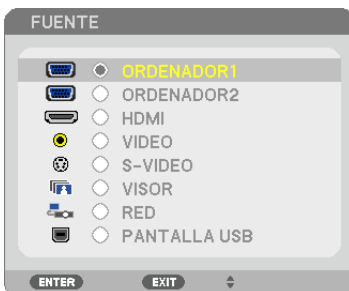 FUENTE
ORDENADOR1
ORDENADOR2
HDMI
VIDEO
S-VIDEO
VISOR
RED
PANTALLA USB
ENTER EXIT